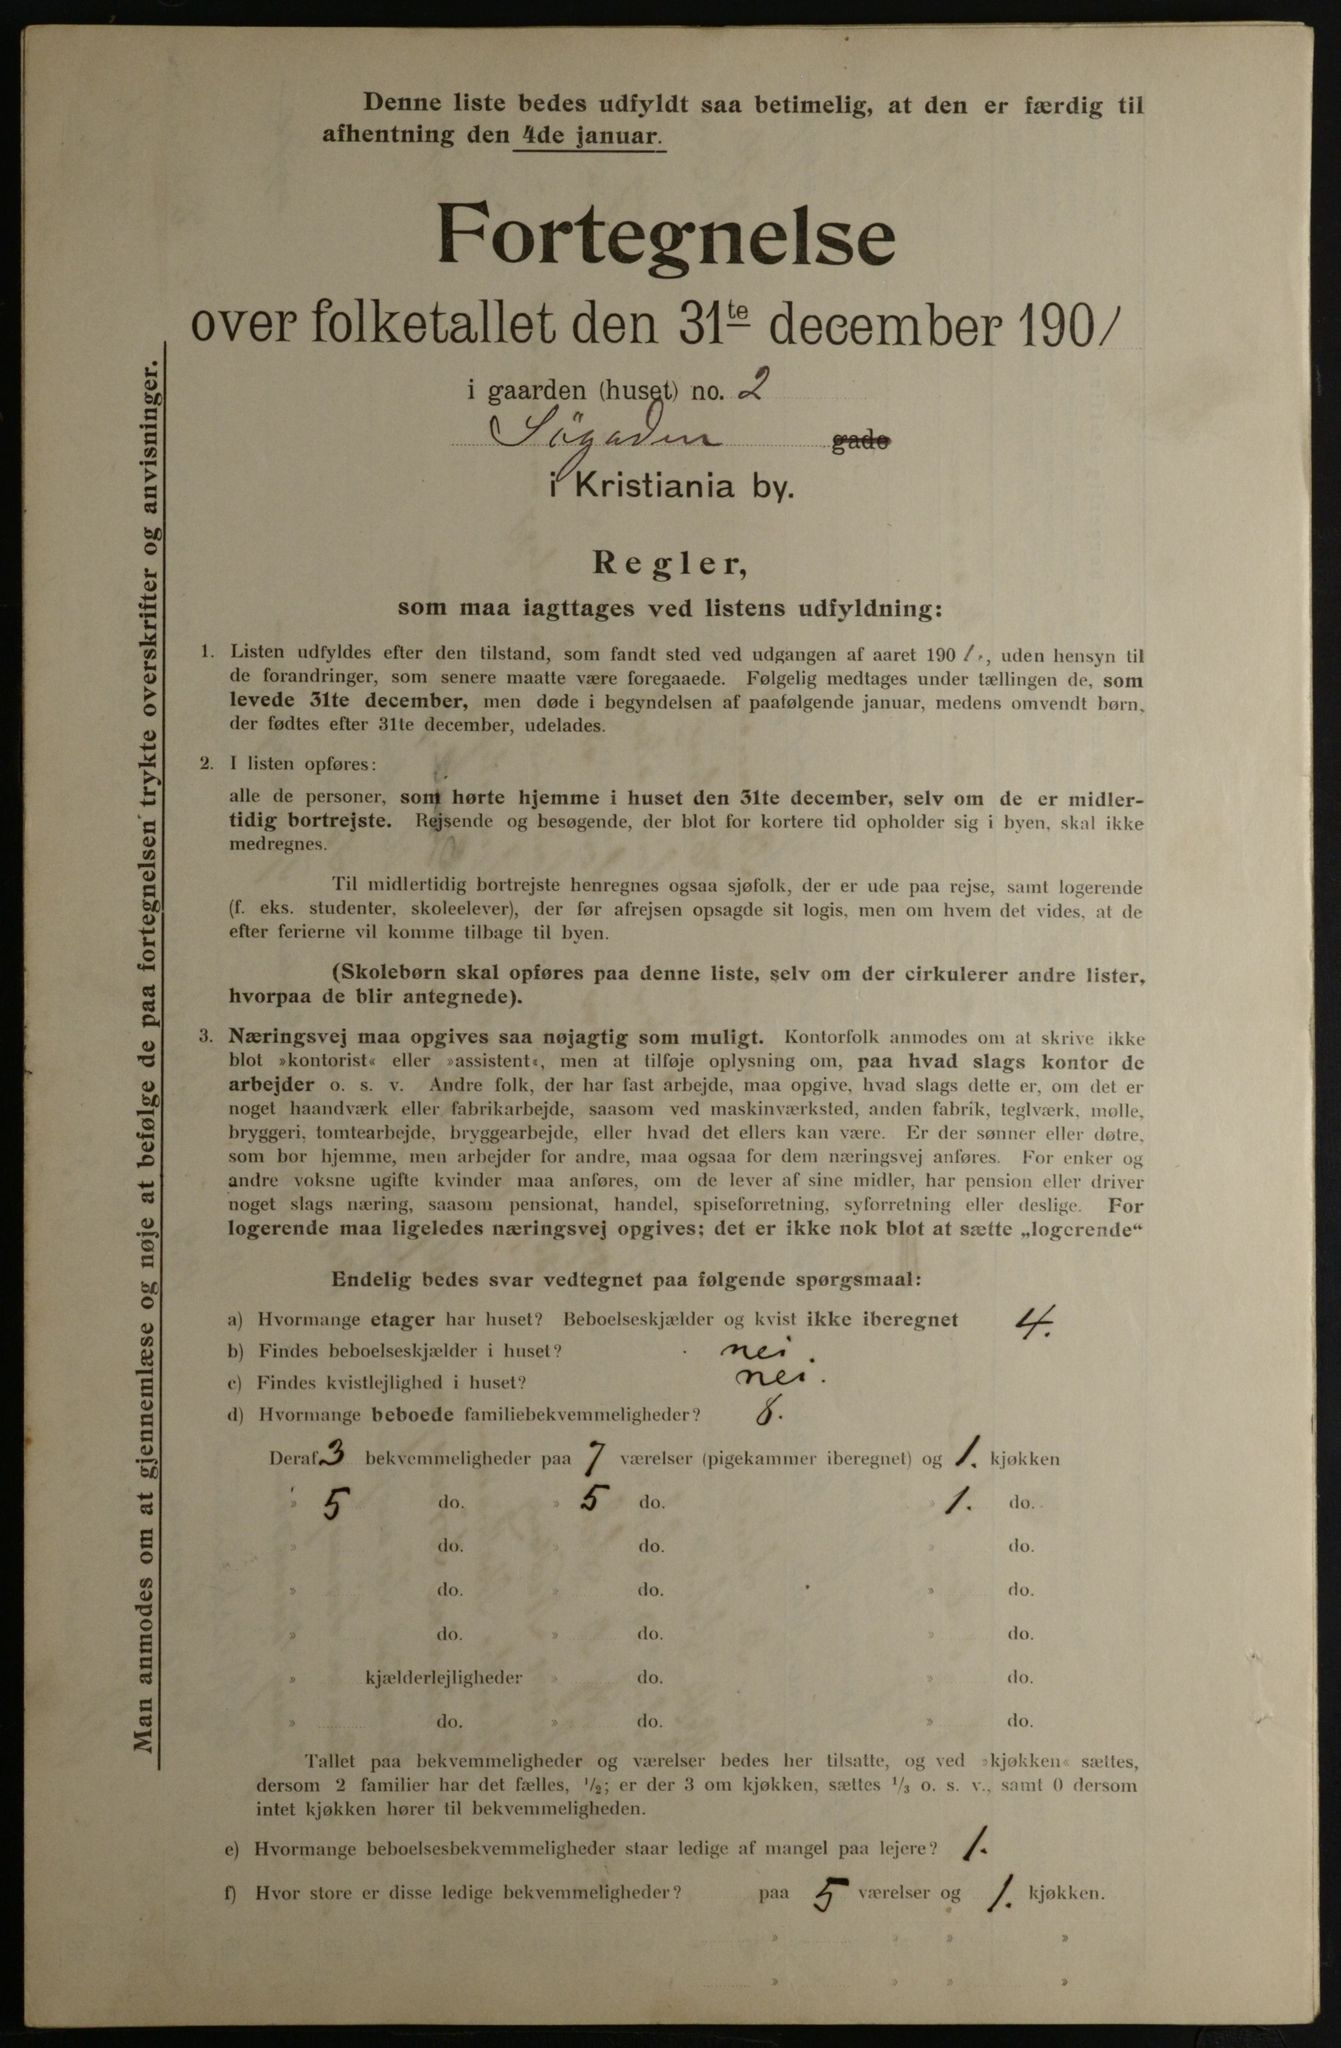 Denne liste bedes udfyldt saa betimelig, at den er færdig til
afhentning den 4de januar.
Fortegnelse
over folketallet den 31te december 1901
i gaarden (huset) no. 2
Søgaden gade
i Kristiania by.
Regler,
som maa iagttages ved listens udfyldning:
1. Listen udfyldes efter den tilstand, som fandt sted ved udgangen af aaret 1901., uden hensyn til
de forandringer, som senere maatte være foregaaede. Følgelig medtages under tællingen de, som
levede 31te december, men døde i begyndelsen af paafølgende januar, medens omvendt børn,
der fødtes efter 31te december, udelades.
2. I listen opføres:
alle de personer, som hørte hjemme i huset den 31te december, selv om de er midler-
tidig bortrejste. Rejsende og besøgende, der blot for kortere tid opholder sig i byen, skal ikke
medregnes.
Til midlertidig bortrejste henregnes ogsaa sjøfolk, der er ude paa rejse, samt logerende
(f. eks. studenter, skoleelever), der før afrejsen opsagde sit logis, men om hvem det vides, at de
efter ferierne vil komme tilbage til byen.
(Skolebørn skal opføres paa denne liste, selv om der cirkulerer andre lister,
hvorpaa de blir antegnede).
3. Næringsvej maa opgives saa nøjagtig som muligt. Kontorfolk anmodes om at skrive ikke
blot »kontorist« eller »assistent«, men at tilføje oplysning om, paa hvad slags kontor de
arbejder o. s. v. Andre folk, der har fast arbejde, maa opgive, hvad slags dette er, om det er
noget haandværk eller fabrikarbejde, saasom ved maskinværksted, anden fabrik, teglværk, mølle,
bryggeri, tomtearbejde, bryggearbejde, eller hvad det ellers kan være. Er der sønner eller døtre,
som bor hjemme, men arbejder for andre, maa ogsaa for dem næringsvej anføres. For enker og
andre voksne ugifte kvinder maa anføres, om de lever af sine midler, har pension eller driver
noget slags næring, saasom pensionat, handel, spiseforretning, syforretning eller deslige. For
logerende maa ligeledes næringsvej opgives; det er ikke nok blot at sætte „logerende“
Endelig bedes svar vedtegnet paa følgende spørgsmaal:
a) Hvormange etager har huset? Beboelseskjælder og kvist ikke iberegnet 4.
b) Findes beboelseskjælder i huset? nei.
c) Findes kvistlejlighed i huset? nei.
d) Hvormange beboede familiebekvemmeligheder? 8.
Deraf 3 bekvemmeligheder paa 7 værelser (pigekammer iberegnet) og 1. kjøkken
» 5 do. » 5 do. » 1. do.
» do. » do. » do.
» do. » do. » do.
» do. » do. » do.
» kjælderlejligheder » do. » do.
» do. » do. » do.
Tallet paa bekvemmeligheder og værelser bedes her tilsatte, og ved »kjøkken« sættes,
dersom 2 familier har det fælles, 1/2; er der 3 om kjøkken, sættes 1/3 o. s. v., samt 0 dersom
intet kjøkken hører til bekvemmeligheden.
e) Hvormange beboelsesbekvemmeligheder staar ledige af mangel paa lejere? 1.
f) Hvor store er disse ledige bekvemmeligheder? paa 5 værelser og 1. kjøkken.
» » »
» » »
Man anmodes om at gjennemlæse og nøje at befølge de paa fortegnelsen trykte overskrifter og anvisninger.